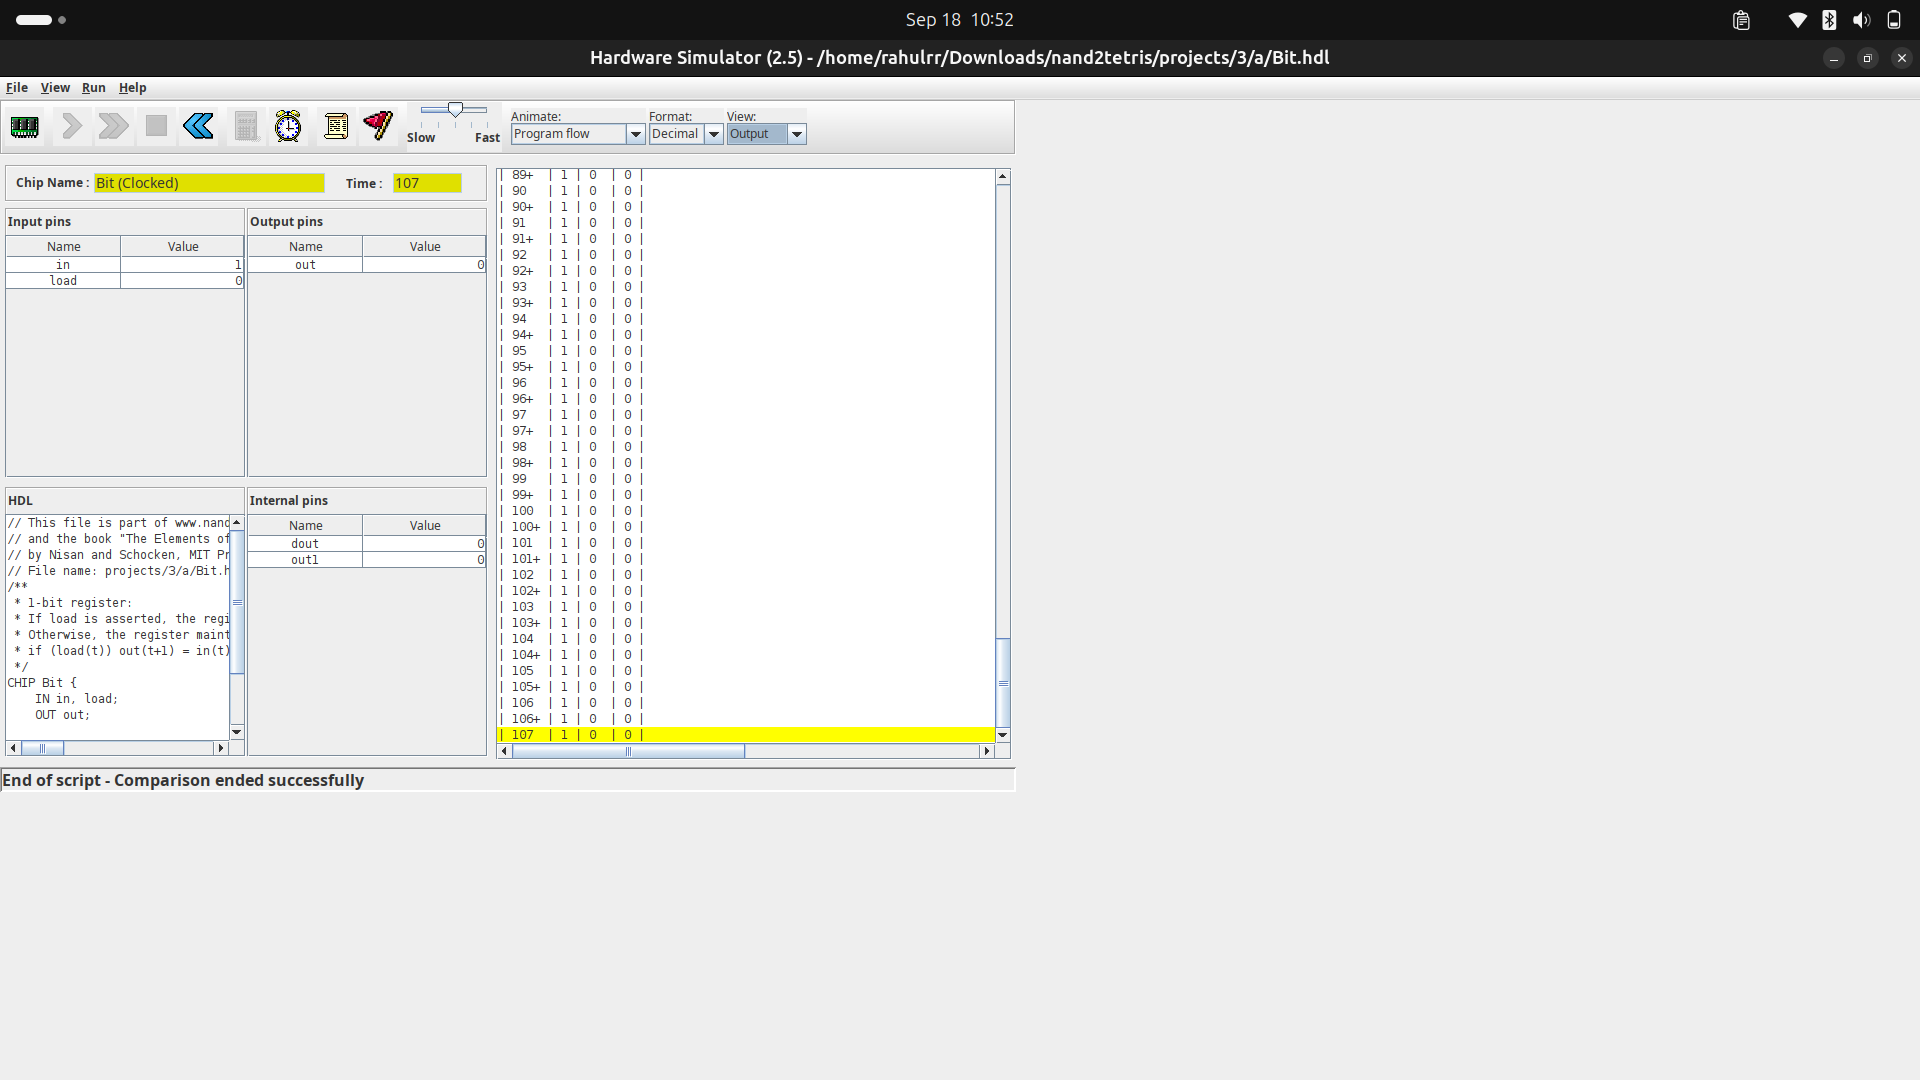 Sep 18 10:52
Hardware Simulator (2.5) - /home/rahulrr/Downloads/nand2tetris/projects/3/a/Bit.hdl
File View Run Help
Slow Fast
Animate: Format: View:
Program flow Decimal Output
Chip Name : Bit (Clocked) Time : 107
Input pins
Name Value
in 1
load 0
Output pins
Name Value
out 0
HDL
// This file is part of www.nand
// and the book "The Elements of
// by Nisan and Schocken, MIT Pr
// File name: projects/3/a/Bit.h
/**
* 1-bit register:
* If load is asserted, the regi
* Otherwise, the register maint
* if (load(t)) out(t+1) = in(t)
*/
CHIP Bit {
IN in, load;
OUT out;
Internal pins
Name Value
dout 0
out1 0
| 89+ | 1 | 0 | 0 |
| 90 | 1 | 0 | 0 |
| 90+ | 1 | 0 | 0 |
| 91 | 1 | 0 | 0 |
| 91+ | 1 | 0 | 0 |
| 92 | 1 | 0 | 0 |
| 92+ | 1 | 0 | 0 |
| 93 | 1 | 0 | 0 |
| 93+ | 1 | 0 | 0 |
| 94 | 1 | 0 | 0 |
| 94+ | 1 | 0 | 0 |
| 95 | 1 | 0 | 0 |
| 95+ | 1 | 0 | 0 |
| 96 | 1 | 0 | 0 |
| 96+ | 1 | 0 | 0 |
| 97 | 1 | 0 | 0 |
| 97+ | 1 | 0 | 0 |
| 98 | 1 | 0 | 0 |
| 98+ | 1 | 0 | 0 |
| 99 | 1 | 0 | 0 |
| 99+ | 1 | 0 | 0 |
| 100 | 1 | 0 | 0 |
| 100+ | 1 | 0 | 0 |
| 101 | 1 | 0 | 0 |
| 101+ | 1 | 0 | 0 |
| 102 | 1 | 0 | 0 |
| 102+ | 1 | 0 | 0 |
| 103 | 1 | 0 | 0 |
| 103+ | 1 | 0 | 0 |
| 104 | 1 | 0 | 0 |
| 104+ | 1 | 0 | 0 |
| 105 | 1 | 0 | 0 |
| 105+ | 1 | 0 | 0 |
| 106 | 1 | 0 | 0 |
| 106+ | 1 | 0 | 0 |
| 107 | 1 | 0 | 0 |
End of script - Comparison ended successfully